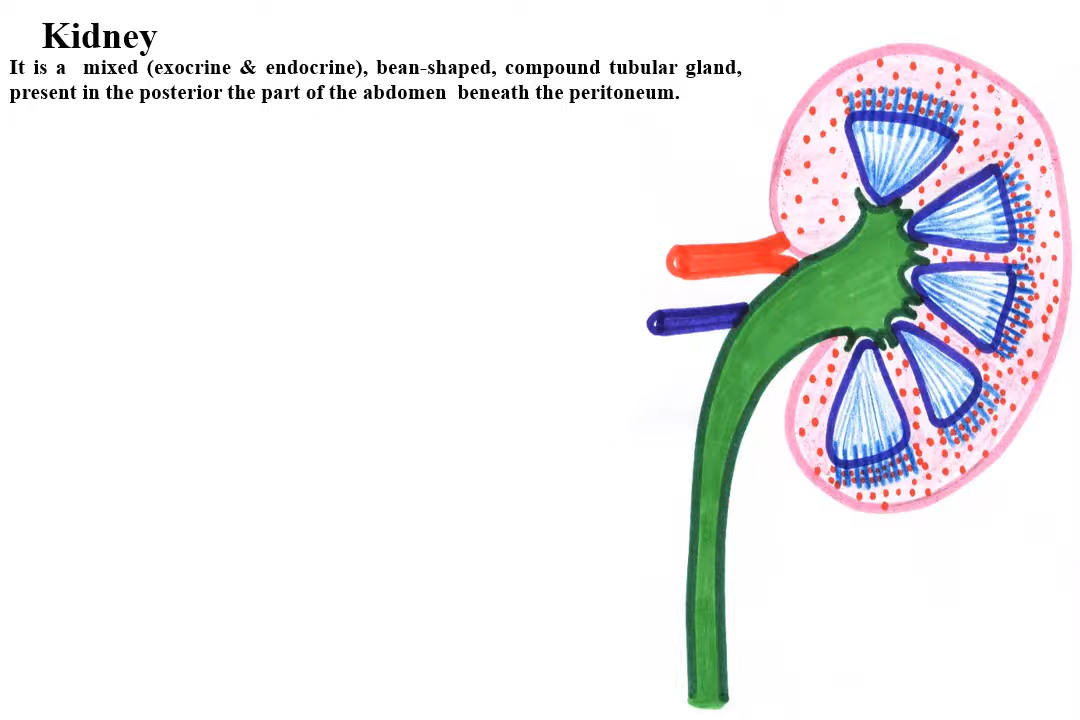 Kidney
It is a mixed (exocrine & endocrine), bean-shaped, compound tubular gland,
present in the posterior the part of the abdomen beneath the peritoneum.